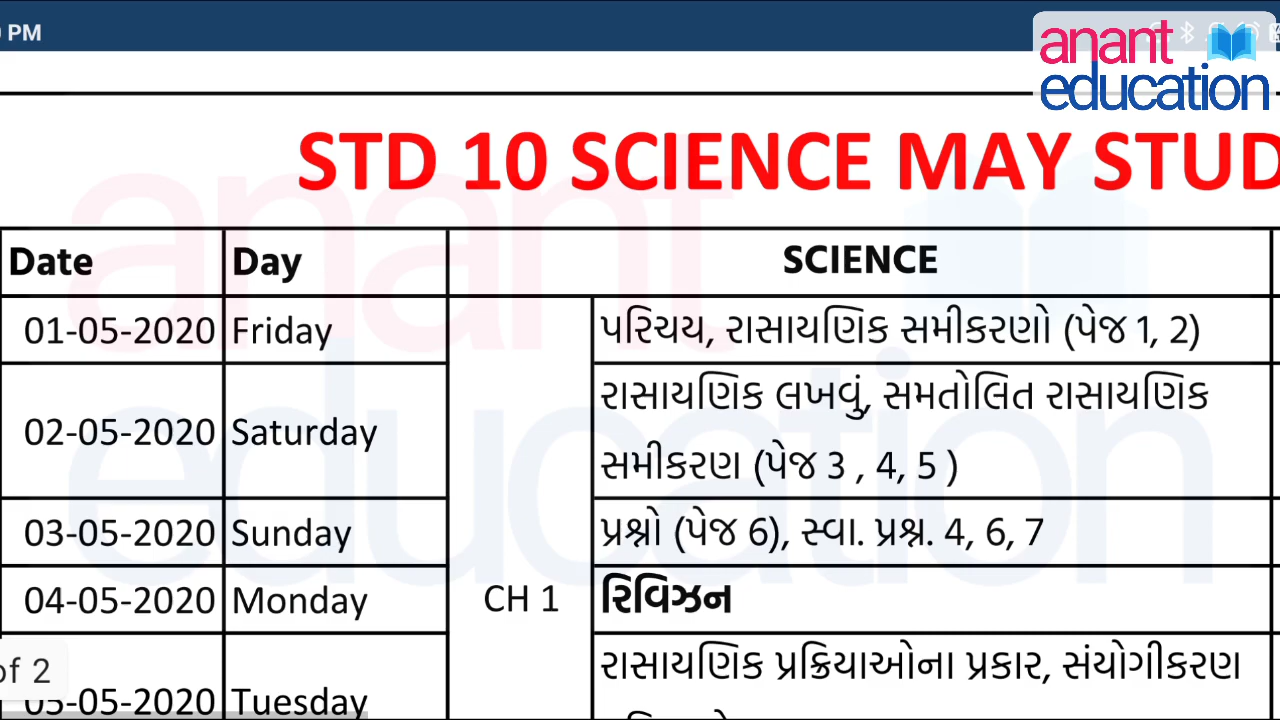 PM
anant
education
STD 10 SCIENCE MAY STUD
Date Day SCIENCE
01-05-2020 Friday પરિચય, રાસાયણિક સમીકરણો (પેજ 1, 2)
02-05-2020 Saturday રાસાયણિક લખવું, સમતોલિત રાસાયણિક
સમીકરણ (પેજ 3 , 4, 5 )
03-05-2020 Sunday પ્રશ્નો (પેજ 6), સ્વા. પ્રશ્ન. 4, 6, 7
04-05-2020 Monday CH 1 રિવિઝન
રાસાયણિક પ્રક્રિયાઓના પ્રકાર, સંયોગીકરણ
of 2
05-05-2020 Tuesday